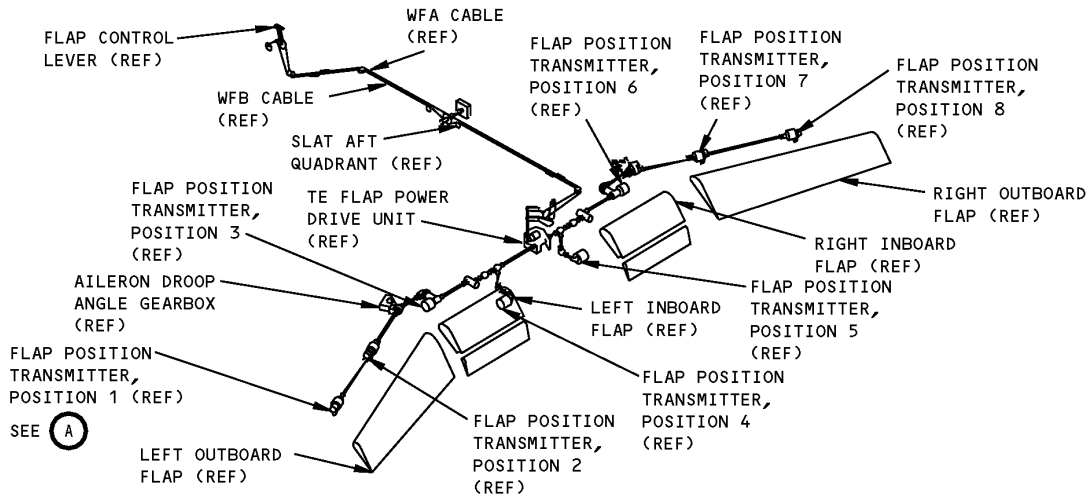 FLAP CONTROL
LEVER (REF)
WFA CABLE
(REF)
WFB CABLE
(REF)
SLAT AFT
QUADRANT (REF)
FLAP POSITION
TRANSMITTER,
POSITION 6
(REF)
FLAP POSITION
TRANSMITTER,
POSITION 7
(REF)
FLAP POSITION
TRANSMITTER,
POSITION 8
(REF)
FLAP POSITION
TRANSMITTER,
POSITION 3
(REF)
TE FLAP POWER
DRIVE UNIT
(REF)
RIGHT OUTBOARD
FLAP (REF)
RIGHT INBOARD
FLAP (REF)
AILERON DROOP
ANGLE GEARBOX
(REF)
LEFT INBOARD
FLAP (REF)
FLAP POSITION
TRANSMITTER,
POSITION 5
(REF)
FLAP POSITION
TRANSMITTER,
POSITION 1 (REF)
SEE A
FLAP POSITION
TRANSMITTER,
POSITION 4
(REF)
FLAP POSITION
TRANSMITTER,
POSITION 2
(REF)
LEFT OUTBOARD
FLAP (REF)